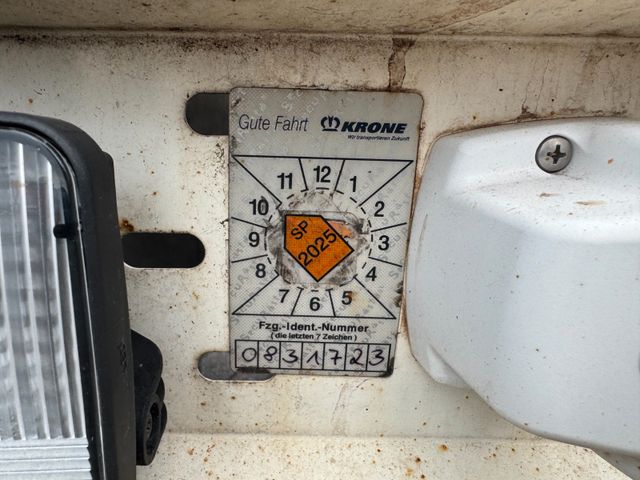 Gute Fahrt KRONE
Wir transportieren Zukunft
11 12 1
10 2
9 3
8 4
7 6 5
SP
2025
Fzg.-Ident.-Nummer
(die letzten 7 Zeichen)
0831723